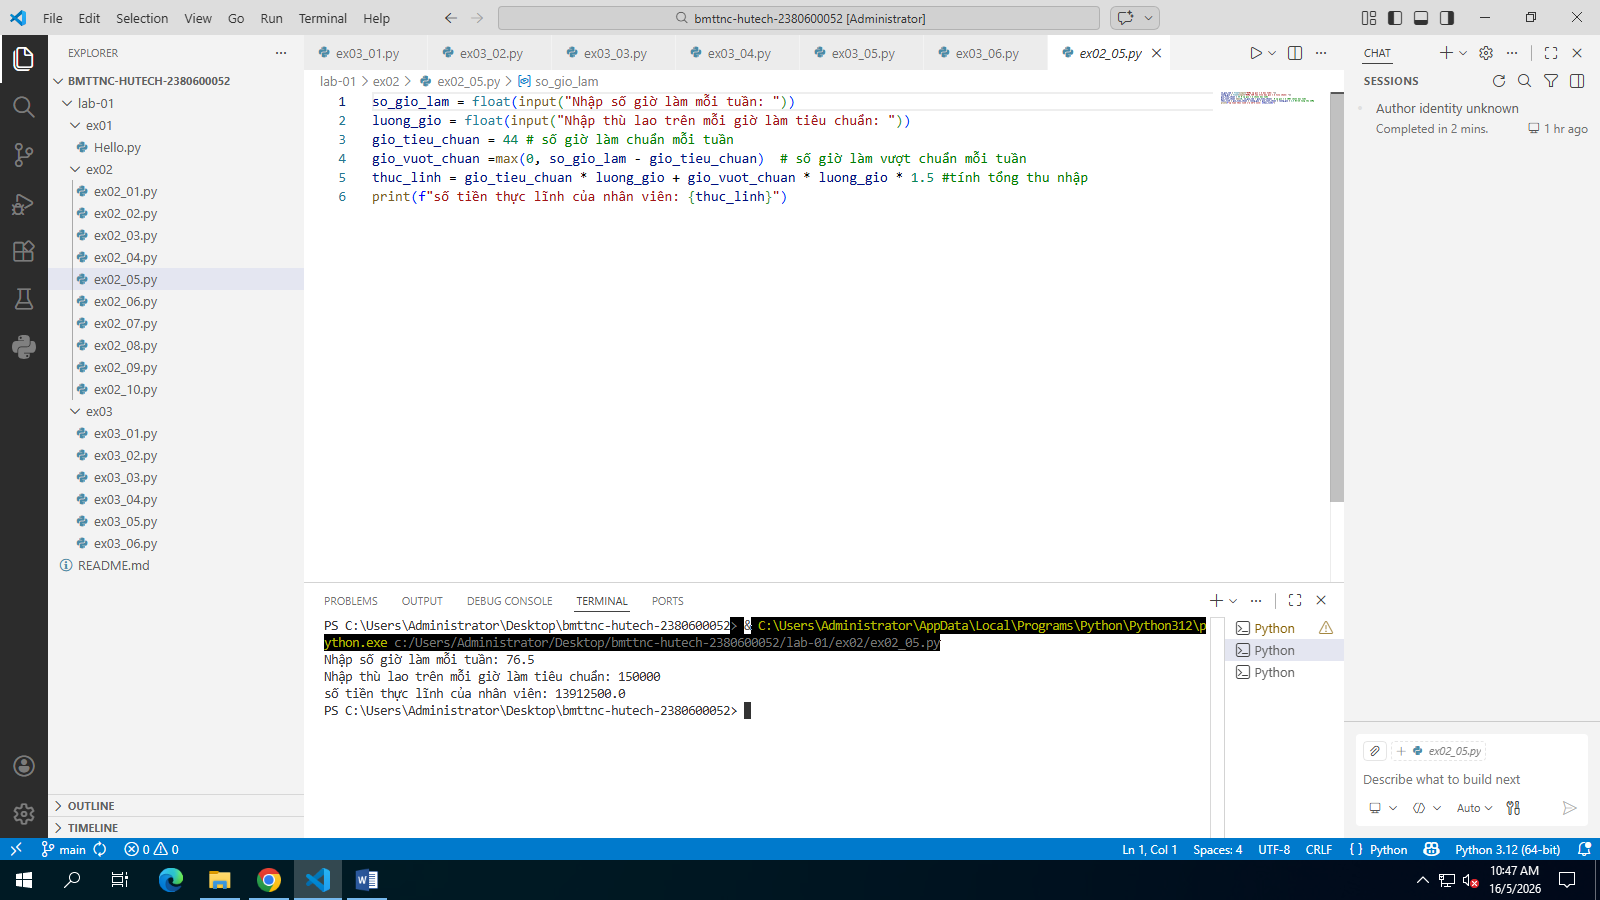 File Edit Selection View Go Run Terminal Help
bmttnc-hutech-2380600052 [Administrator]
EXPLORER
BMTTNC-HUTECH-2380600052
lab-01
ex01
Hello.py
ex02
ex02_01.py
ex02_02.py
ex02_03.py
ex02_04.py
ex02_05.py
ex02_06.py
ex02_07.py
ex02_08.py
ex02_09.py
ex02_10.py
ex03
ex03_01.py
ex03_02.py
ex03_03.py
ex03_04.py
ex03_05.py
ex03_06.py
README.md
OUTLINE
TIMELINE
ex03_01.py ex03_02.py ex03_03.py ex03_04.py ex03_05.py ex03_06.py ex02_05.py
lab-01 > ex02 > ex02_05.py > so_gio_lam
1 so_gio_lam = float(input("Nhập số giờ làm mỗi tuần: "))
2 luong_gio = float(input("Nhập thù lao trên mỗi giờ làm tiêu chuẩn: "))
3 gio_tieu_chuan = 44 # số giờ làm chuẩn mỗi tuần
4 gio_vuot_chuan =max(0, so_gio_lam - gio_tieu_chuan)  # số giờ làm vượt chuẩn mỗi tuần
5 thuc_linh = gio_tieu_chuan * luong_gio + gio_vuot_chuan * luong_gio * 1.5 #tính tổng thu nhập
6 print(f"số tiền thực lĩnh của nhân viên: {thuc_linh}")
PROBLEMS OUTPUT DEBUG CONSOLE TERMINAL PORTS
PS C:\Users\Administrator\Desktop\bmttnc-hutech-2380600052> & C:\Users\Administrator\AppData\Local\Programs\Python\Python312\p
ython.exe c:/Users/Administrator/Desktop/bmttnc-hutech-2380600052/lab-01/ex02/ex02_05.py
Nhập số giờ làm mỗi tuần: 76.5
Nhập thù lao trên mỗi giờ làm tiêu chuẩn: 150000
số tiền thực lĩnh của nhân viên: 13912500.0
PS C:\Users\Administrator\Desktop\bmttnc-hutech-2380600052>
Python
Python
Python
CHAT
SESSIONS
Author identity unknown
Completed in 2 mins. 1 hr ago
ex02_05.py
Describe what to build next
Auto
main 0 0
Ln 1, Col 1 Spaces: 4 UTF-8 CRLF { } Python Python 3.12 (64-bit)
10:47 AM
16/5/2026